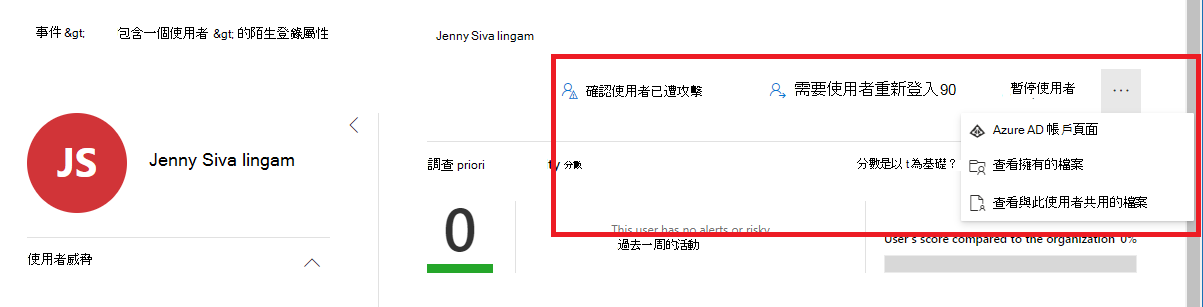 事件 &gt;
包含一個使用者 &gt; 的陌生登錄屬性
Jenny Siva lingam
確認使用者已遭攻擊
需要使用者重新登入90
暫停使用者
...
Azure AD 帳戶頁面
查看擁有的檔案
查看與此使用者共用的檔案
JS
Jenny Siva lingam
調查 priori
ty 分數
分數是以 t 為基礎？
0
This user has no alerts or risky
過去一周的活動
User's score compared to the organization 0%
使用者威脅